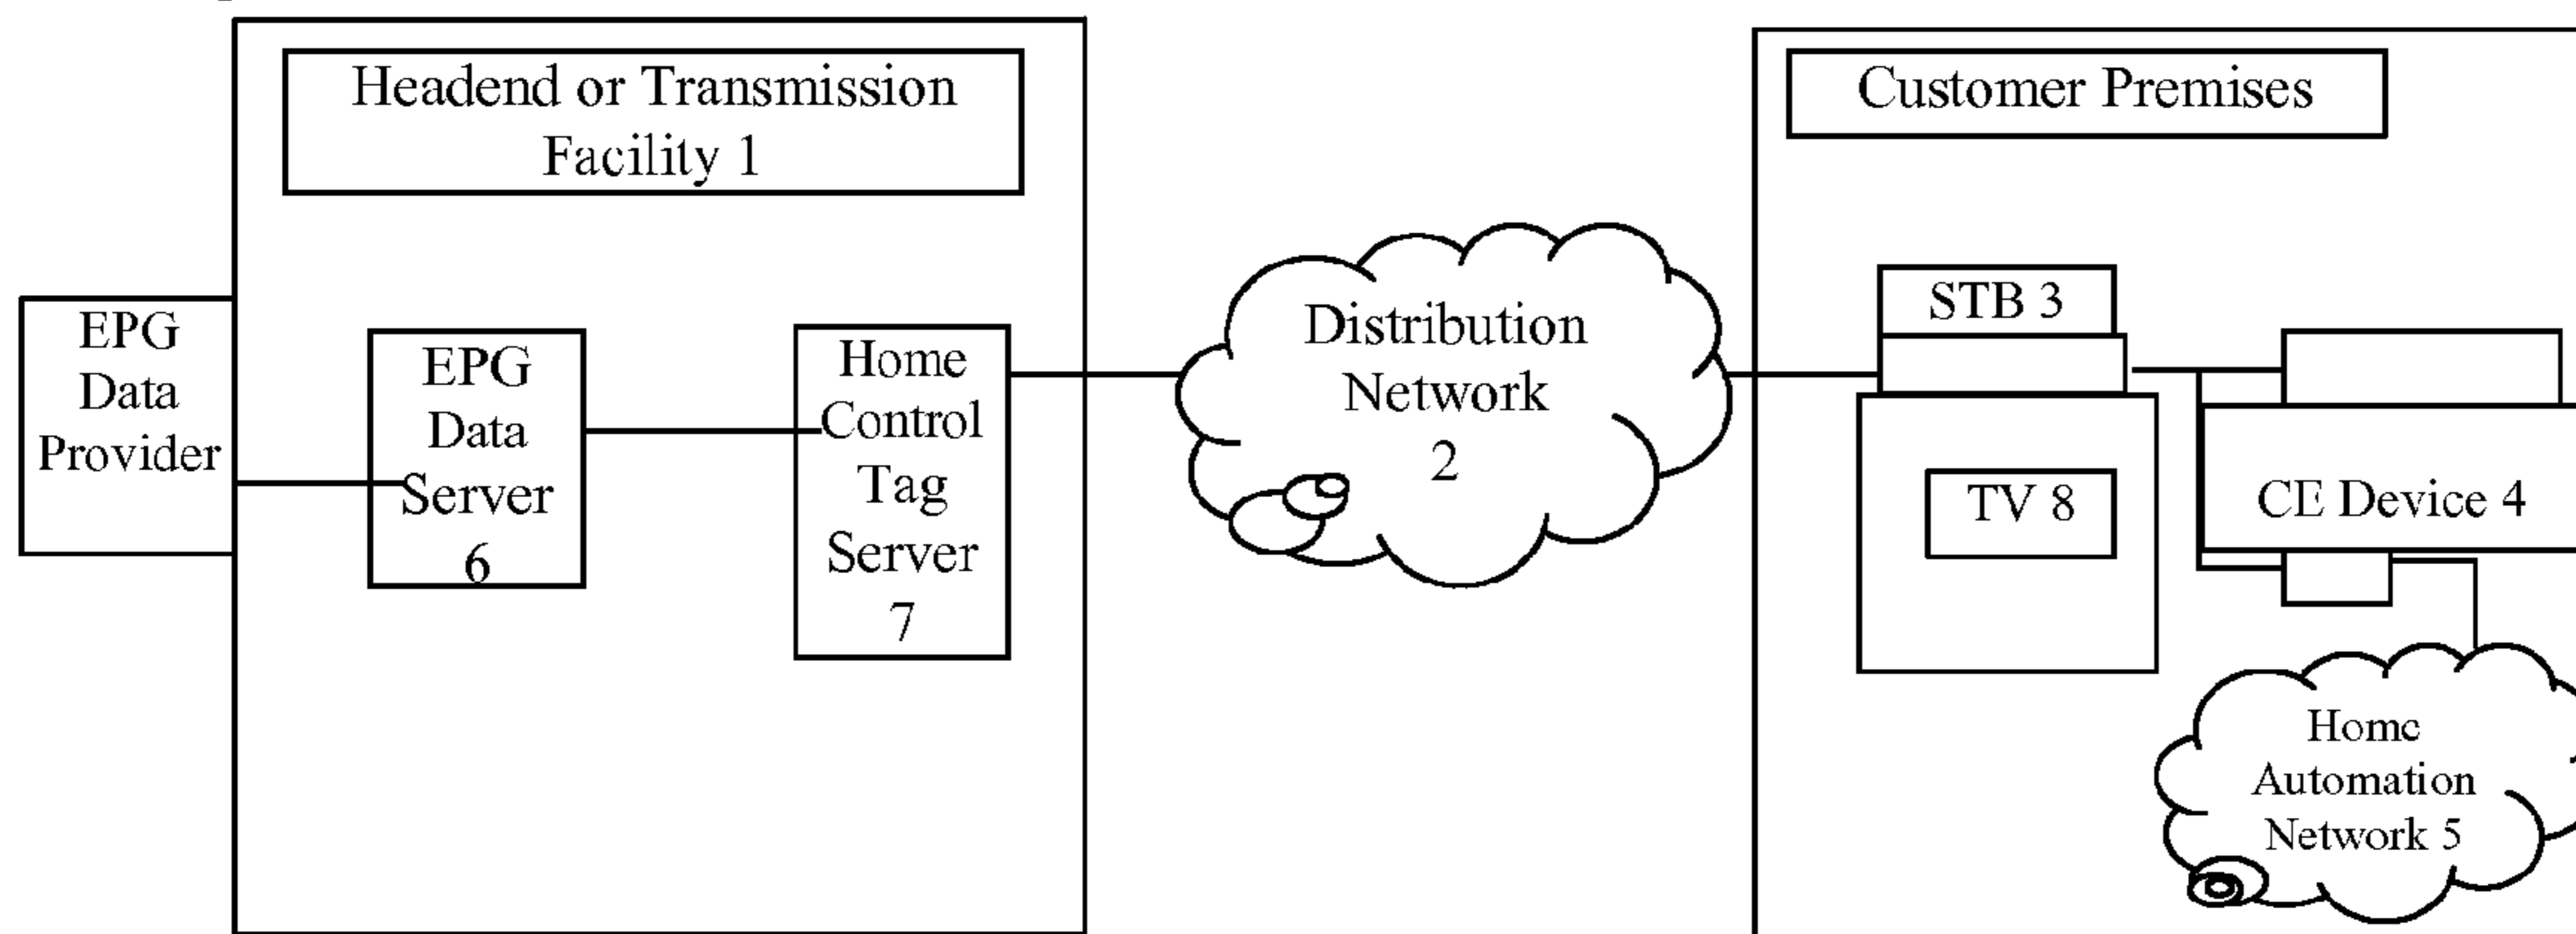 Headend or Transmission
Facility 1
Customer Premises
EPG
Data
Provider
EPG
Data
Server
6
Home
Control
Tag
Server
7
Distribution
Network
2
STB 3
TV 8
CE Device 4
Home
Automation
Network 5